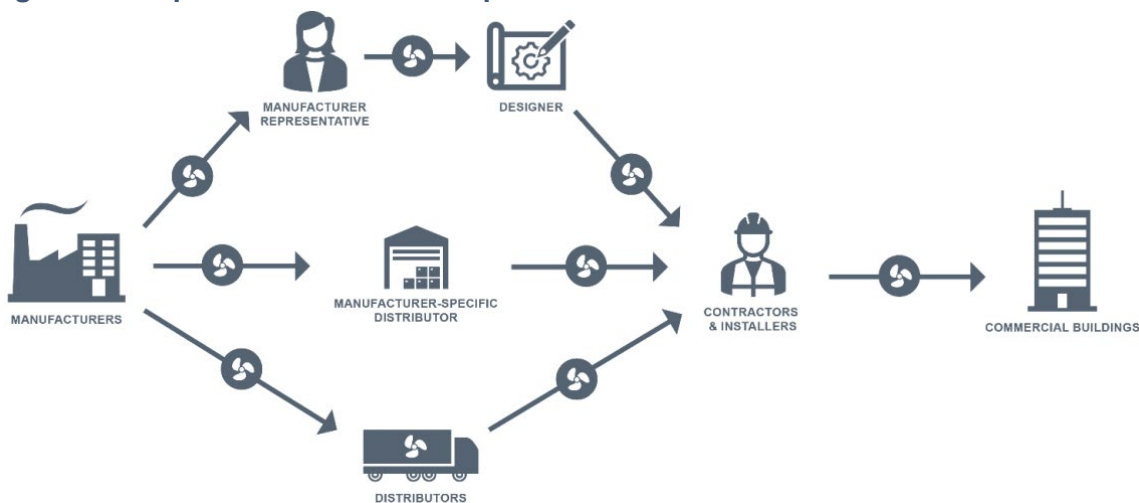 MANUFACTURER
REPRESENTATIVE
DESIGNER
MANUFACTURERS
MANUFACTURER-SPECIFIC
DISTRIBUTOR
CONTRACTORS
& INSTALLERS
COMMERCIAL BUILDINGS
DISTRIBUTORS